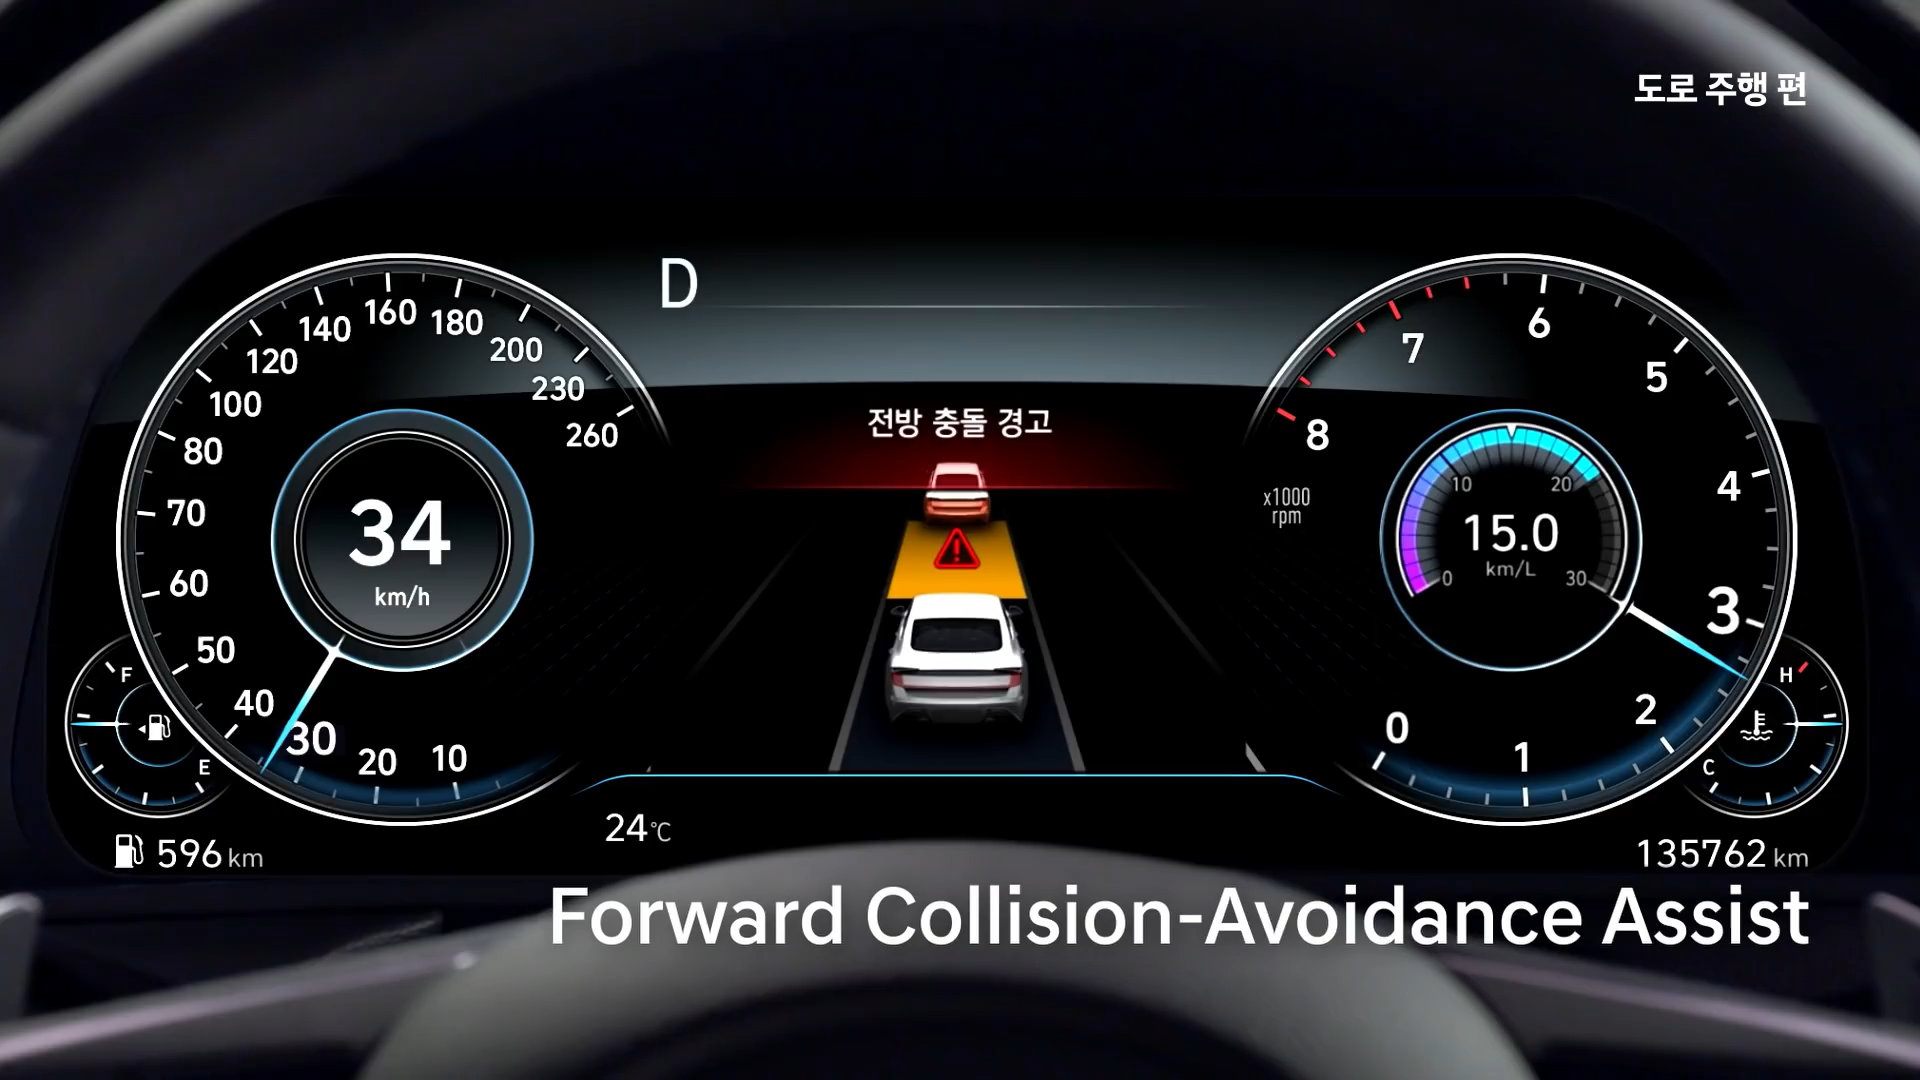 도로 주행 편
D
160
140
180
120
200
100
230
80
260
70
60
50
40
30
20
10
34
km/h
전방 충돌 경고
6
7
5
8
4
x1000
rpm
3
2
0
1
10
20
15.0
km/L
0
30
F
E
H
C
24℃
596 km
135762 km
Forward Collision-Avoidance Assist